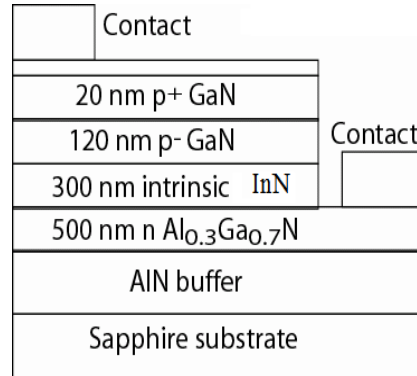 Contact
20 nm p+ GaN
120 nm p- GaN
Contact
300 nm intrinsic InN
500 nm n Al₀.₃Ga₀.₇N
AlN buffer
Sapphire substrate